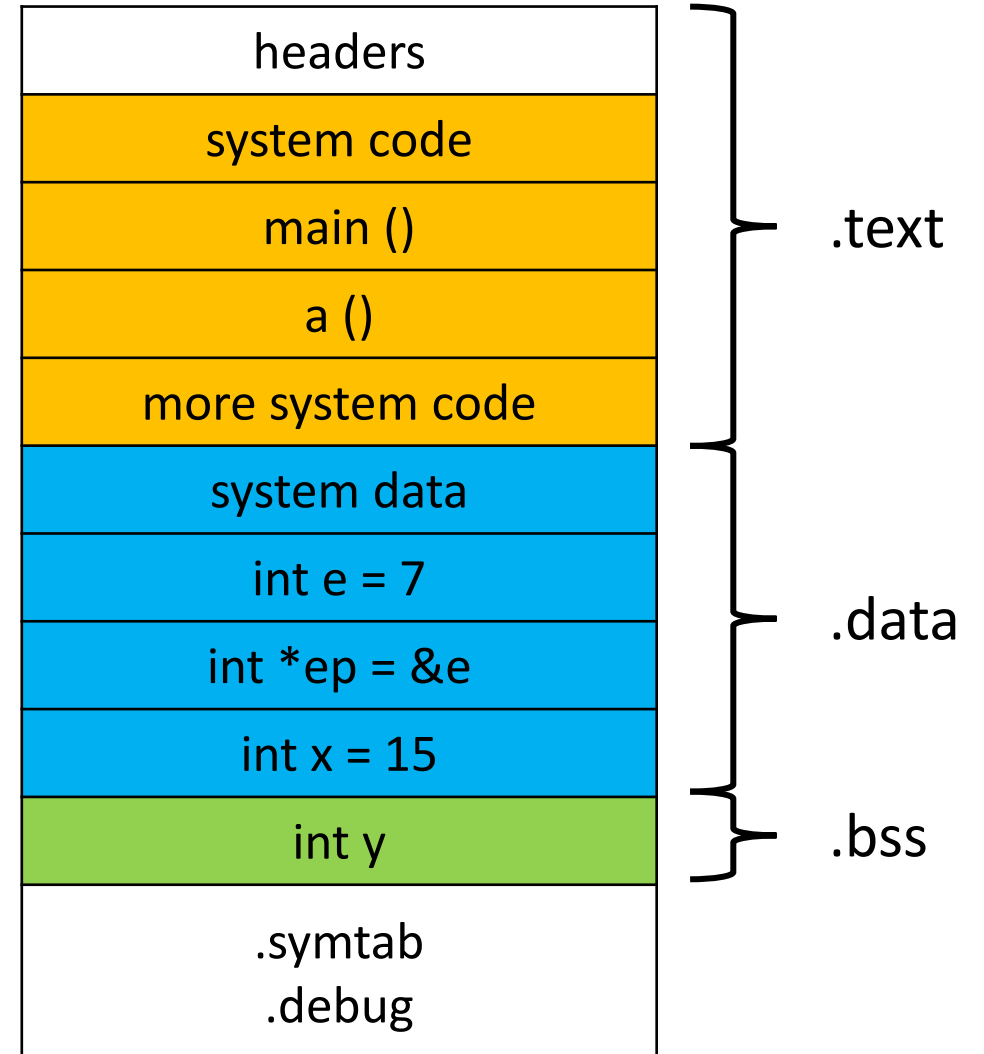 headers
system code
main ()
a ()
more system code
.text
system data
int e = 7
int *ep = &e
int x = 15
.data
int y
.bss
.symtab
.debug